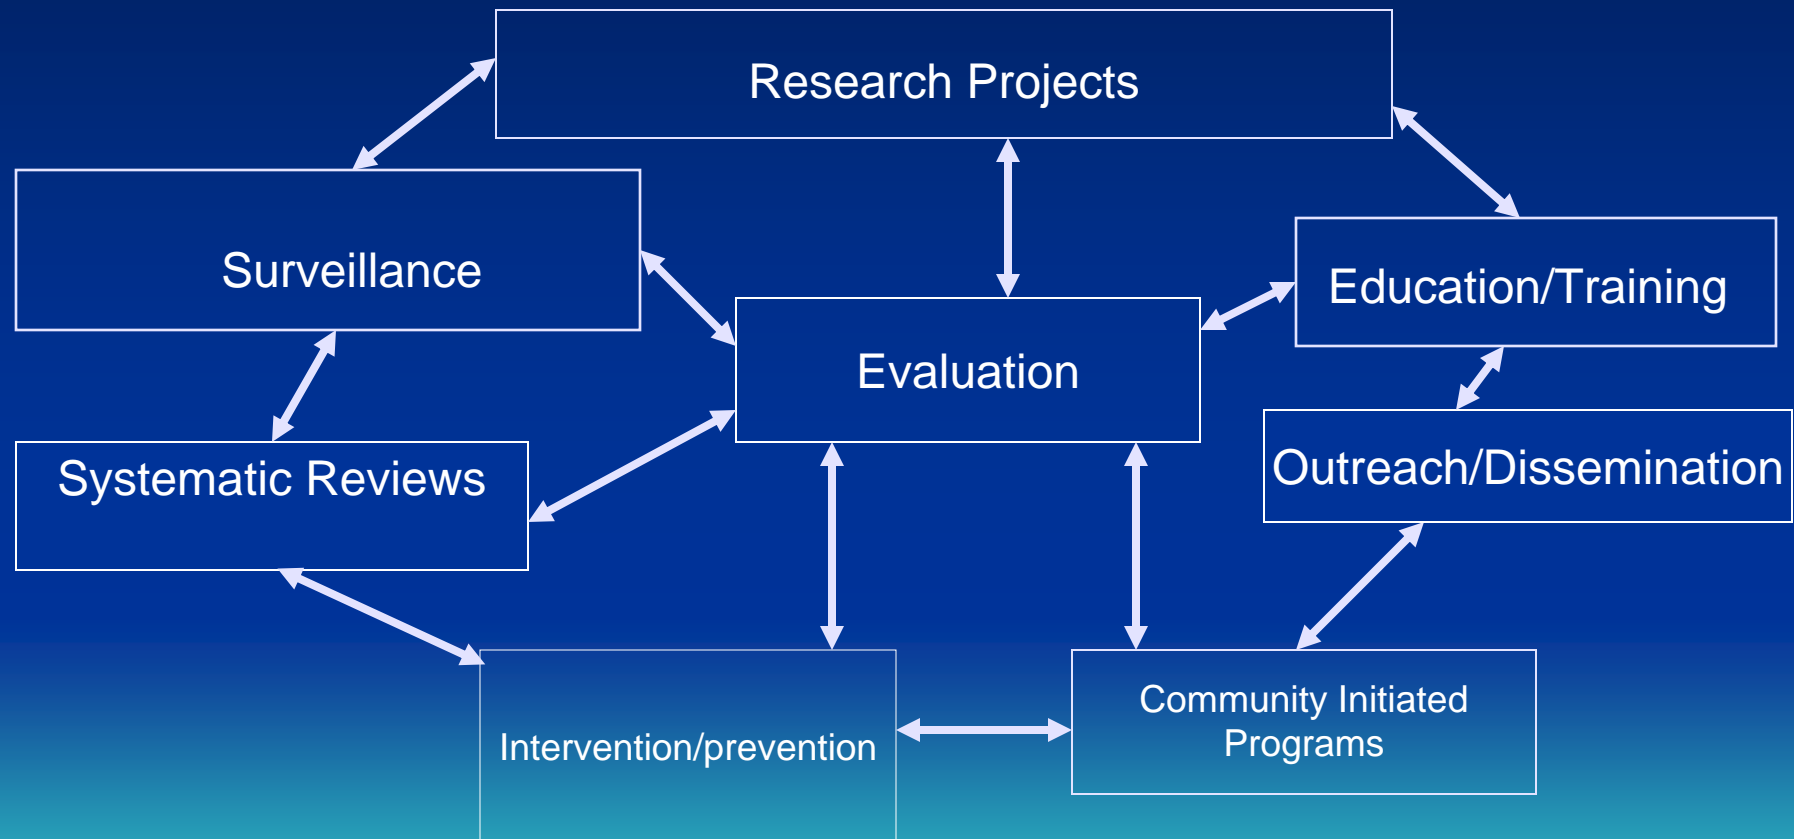 Research Projects
Surveillance
Education/Training
Evaluation
Systematic Reviews
Outreach/Dissemination
Intervention/prevention
Community Initiated
Programs